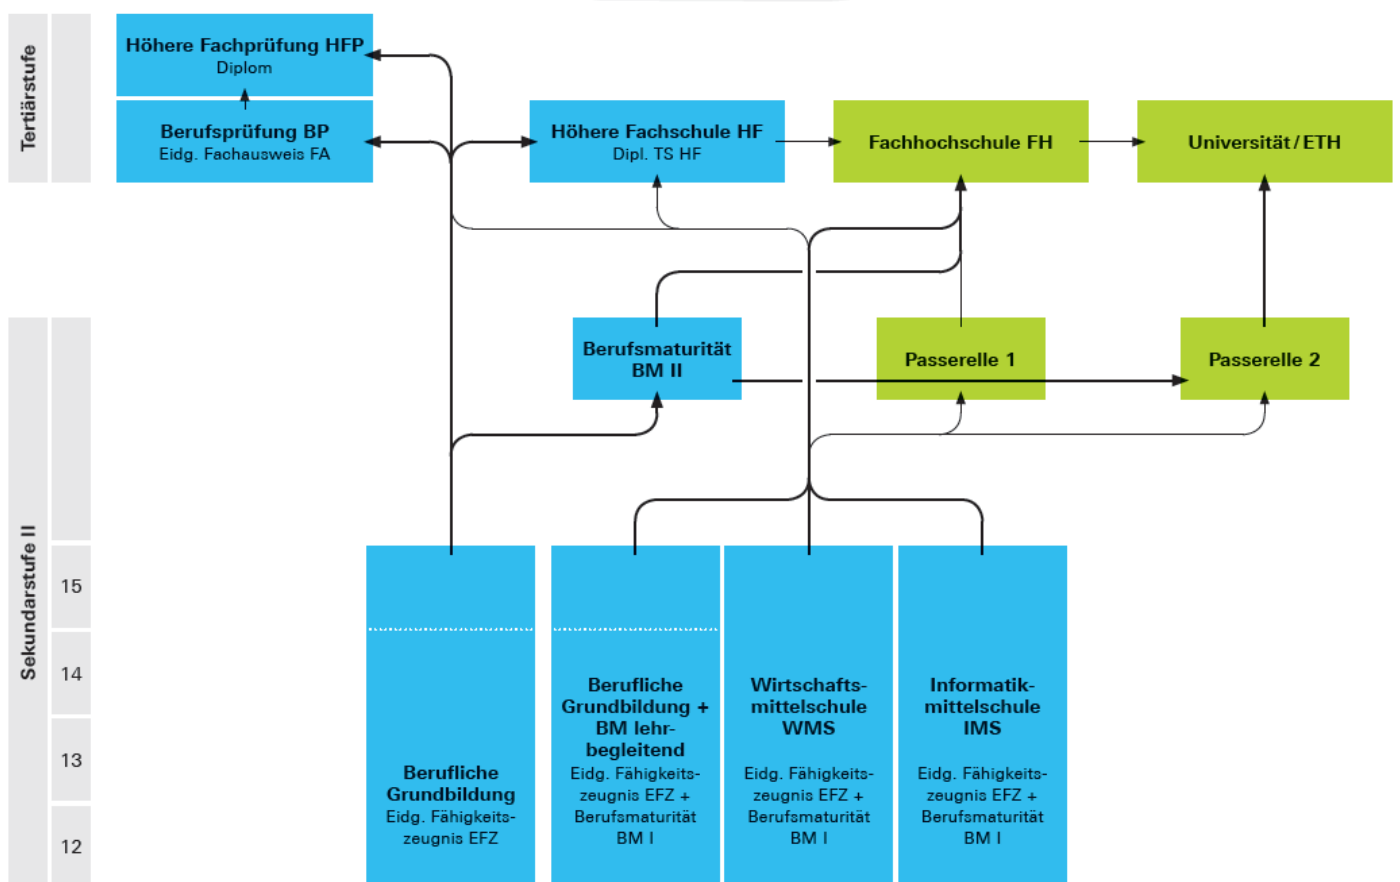 Tertiärstufe
Höhere Fachprüfung HFP
Diplom
Berufsprüfung BP
Eidg. Fachausweis FA
Höhere Fachschule HF
Dipl. TS HF
Fachhochschule FH
Universität / ETH
Sekundarstufe II
Berufsmaturität
BM II
Passerelle 1
Passerelle 2
15
14
13
12
Berufliche
Grundbildung
Eidg. Fähigkeits-
zeugnis EFZ
Berufliche
Grundbildung +
BM lehr-
begleitend
Eidg. Fähigkeits-
zeugnis EFZ +
Berufsmaturität
BM I
Wirtschafts-
mittelschule
WMS
Eidg. Fähigkeits-
zeugnis EFZ +
Berufsmaturität
BM I
Informatik-
mittelschule
IMS
Eidg. Fähigkeits-
zeugnis EFZ +
Berufsmaturität
BM I